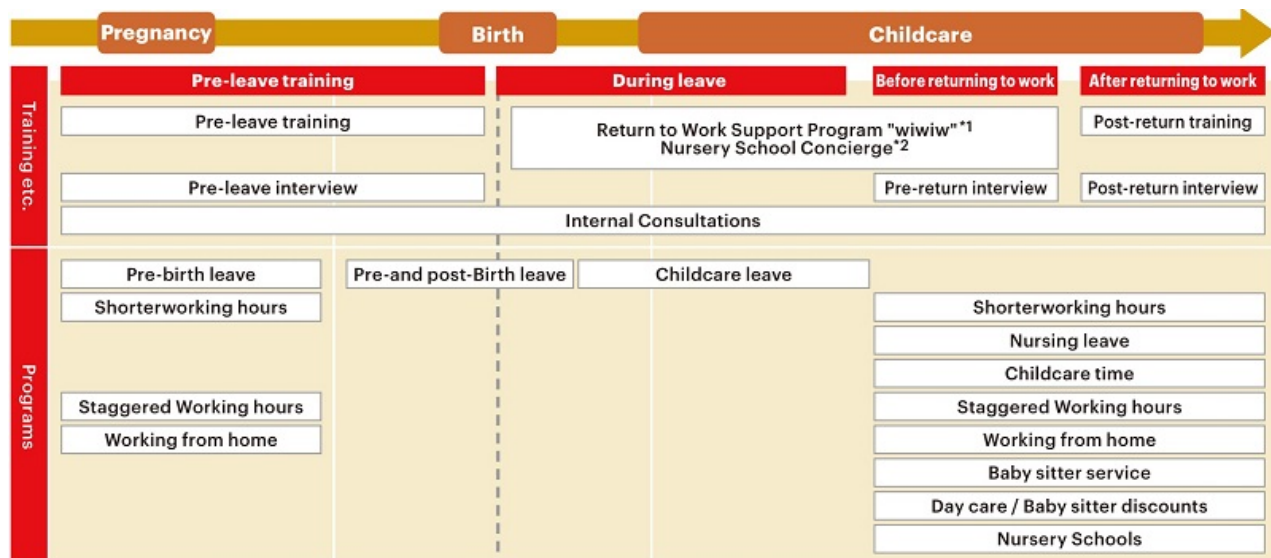 Pregnancy
Birth
Childcare
Pre-leave training
During leave
Before returning to work
After returning to work
Training etc.
Pre-leave training
Return to Work Support Program "wiwiw"*1
Nursery School Concierge*2
Post-return training
Pre-leave interview
Pre-return interview
Post-return interview
Internal Consultations
Programs
Pre-birth leave
Pre-and post-Birth leave
Childcare leave
Shorterworking hours
Shorterworking hours
Nursing leave
Childcare time
Staggered Working hours
Staggered Working hours
Working from home
Working from home
Baby sitter service
Day care / Baby sitter discounts
Nursery Schools